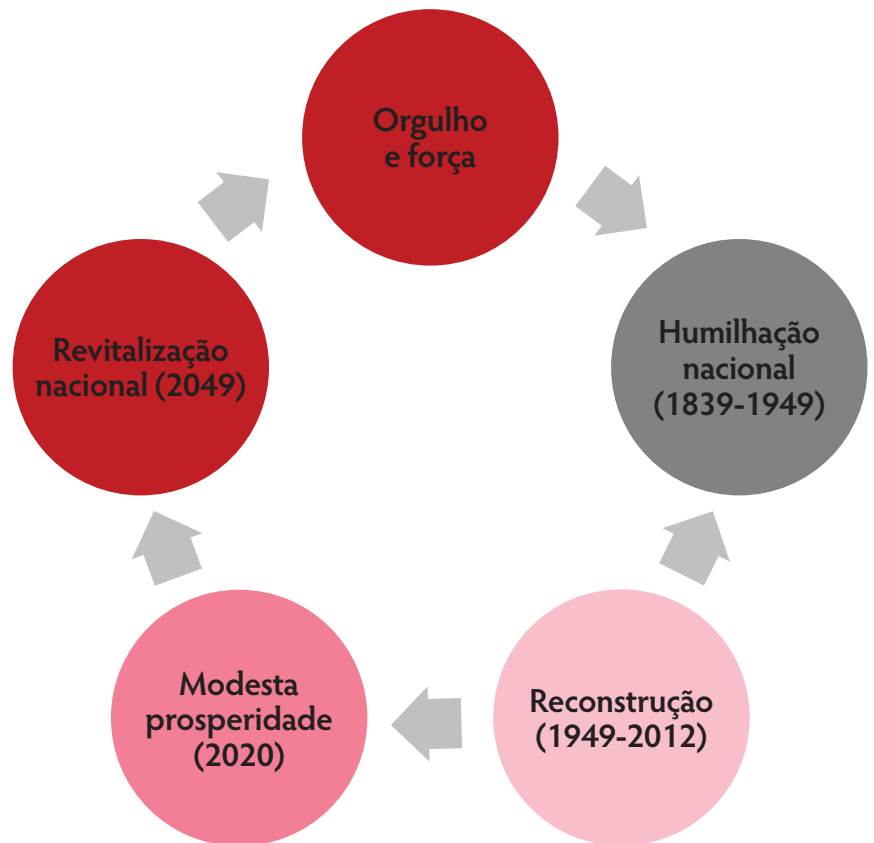 Orgulho
e força
Humilhação
nacional
(1839-1949)
Reconstrução
(1949-2012)
Modesta
prosperidade
(2020)
Revitalização
nacional (2049)